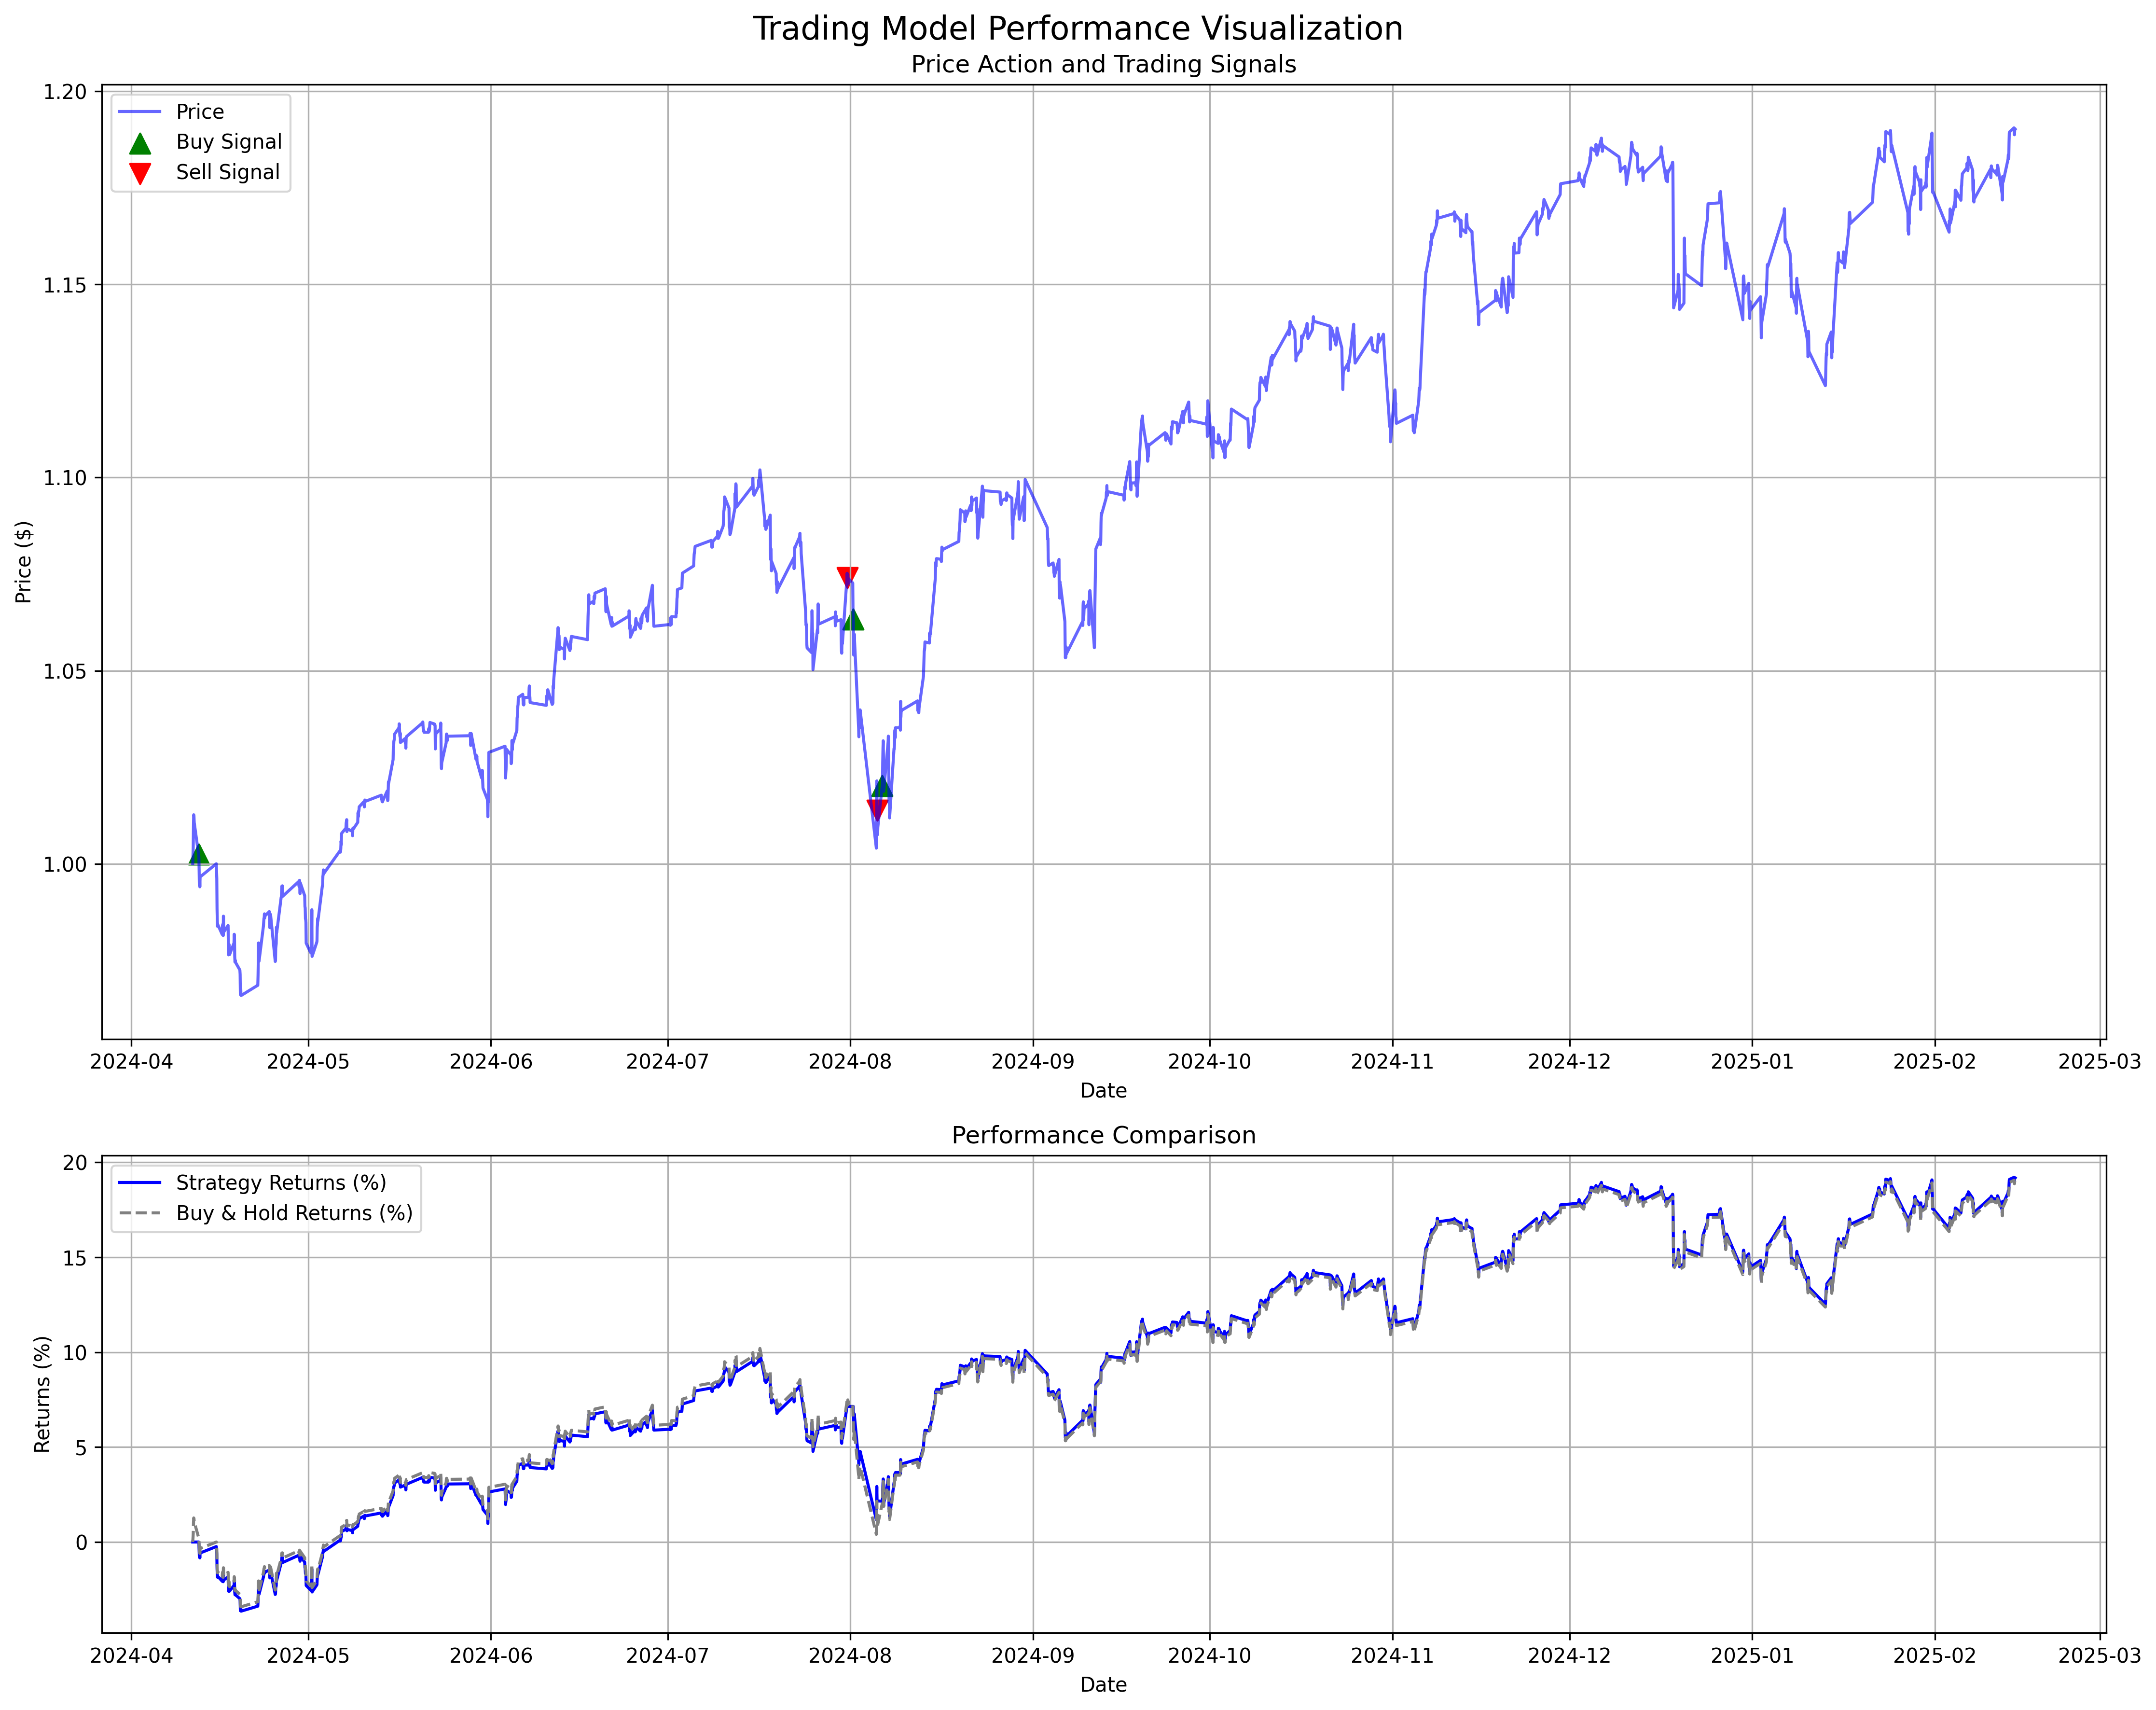 Trading Model Performance Visualization
Price Action and Trading Signals
Price
Buy Signal
Sell Signal
Price ($)
1.20
1.15
1.10
1.05
1.00
2024-04
2024-05
2024-06
2024-07
2024-08
2024-09
2024-10
2024-11
2024-12
2025-01
2025-02
2025-03
Date
Performance Comparison
Strategy Returns (%)
Buy & Hold Returns (%)
Returns (%)
20
15
10
5
0
2024-04
2024-05
2024-06
2024-07
2024-08
2024-09
2024-10
2024-11
2024-12
2025-01
2025-02
2025-03
Date